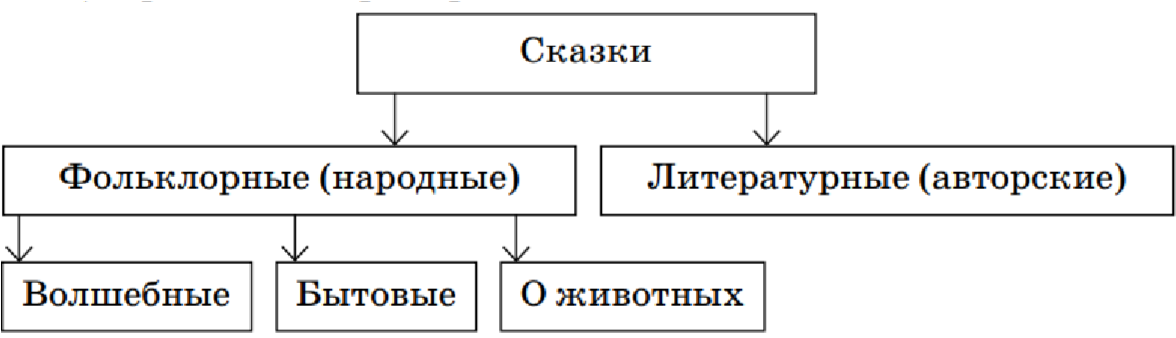 Сказки
Фольклорные (народные)
Литературные (авторские)
Волшебные
Бытовые
О животных